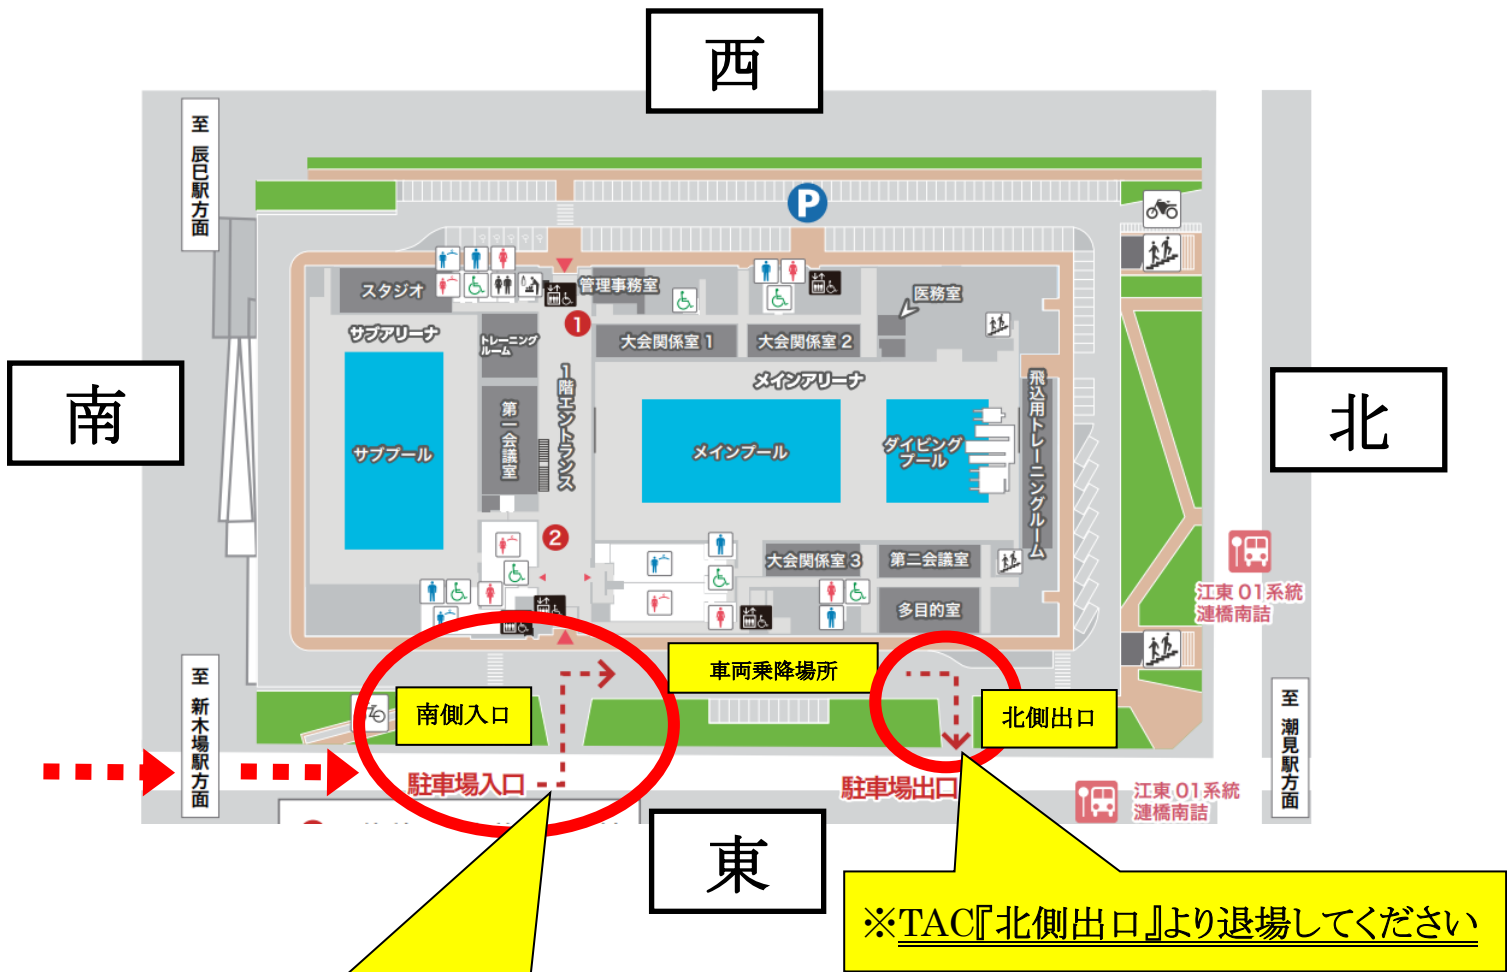 西
至 辰巳駅方面
P
スタジオ
管理事務室
医務室
サブアリーナ
トレーニング
ルーム
1
大会関係室 1
大会関係室 2
メインアリーナ
1階エントランス
飛込用トレーニングルーム
南
北
第一会議室
サブプール
メインプール
ダイビング
プール
2
大会関係室 3
第二会議室
多目的室
江東 01系統
漣橋南詰
車両乗降場所
至 新木場駅方面
南側入口
北側出口
至 潮見駅方面
駐車場入口
駐車場出口
江東 01系統
漣橋南詰
東
※TAC『北側出口』より退場してください